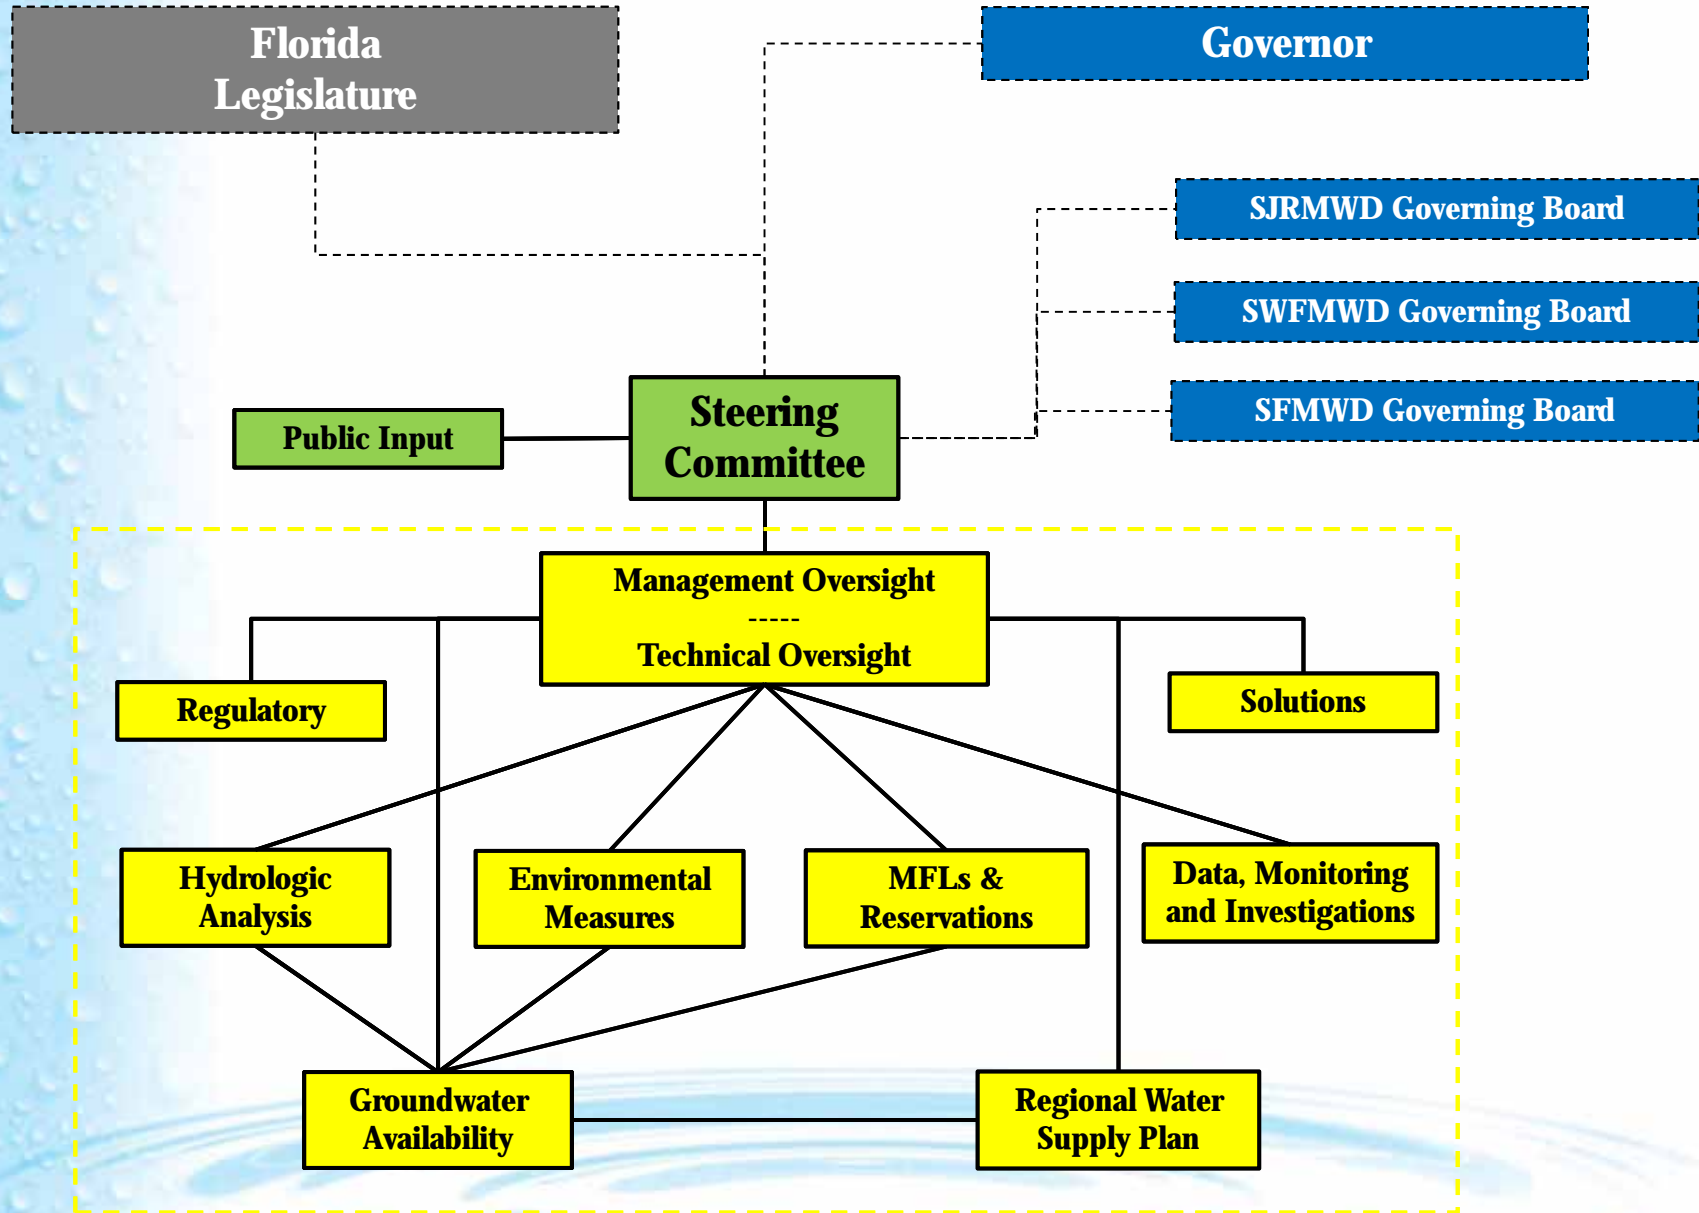 Florida
Legislature
Governor
SJRMWD Governing Board
SWFMWD Governing Board
SFMWD Governing Board
Steering
Committee
Public Input
Management Oversight
-----
Technical Oversight
Regulatory
Solutions
Hydrologic
Analysis
Environmental
Measures
MFLs &
Reservations
Data, Monitoring
and Investigations
Groundwater
Availability
Regional Water
Supply Plan